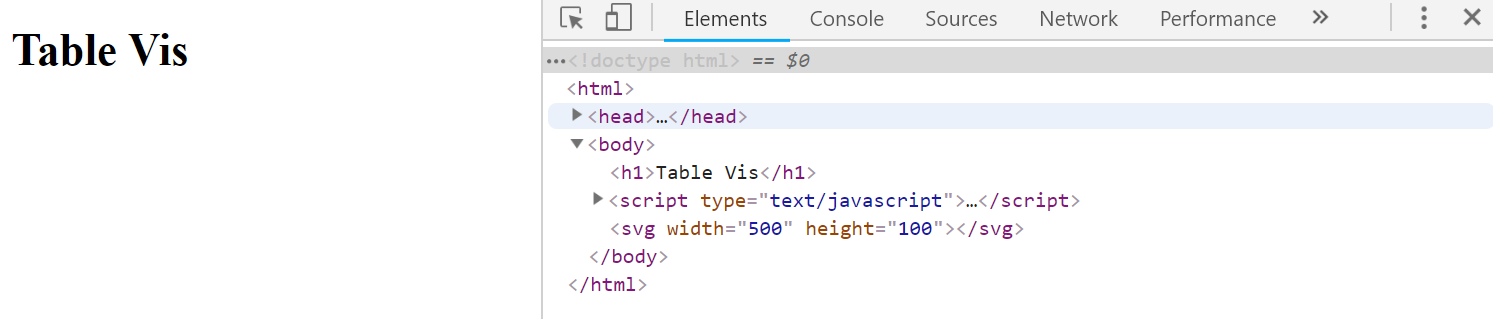 Table Vis
Elements Console Sources Network Performance »
…<!doctype html> == $0
<html>
<head>…</head>
<body>
<h1>Table Vis</h1>
<script type="text/javascript">…</script>
<svg width="500" height="100"></svg>
</body>
</html>